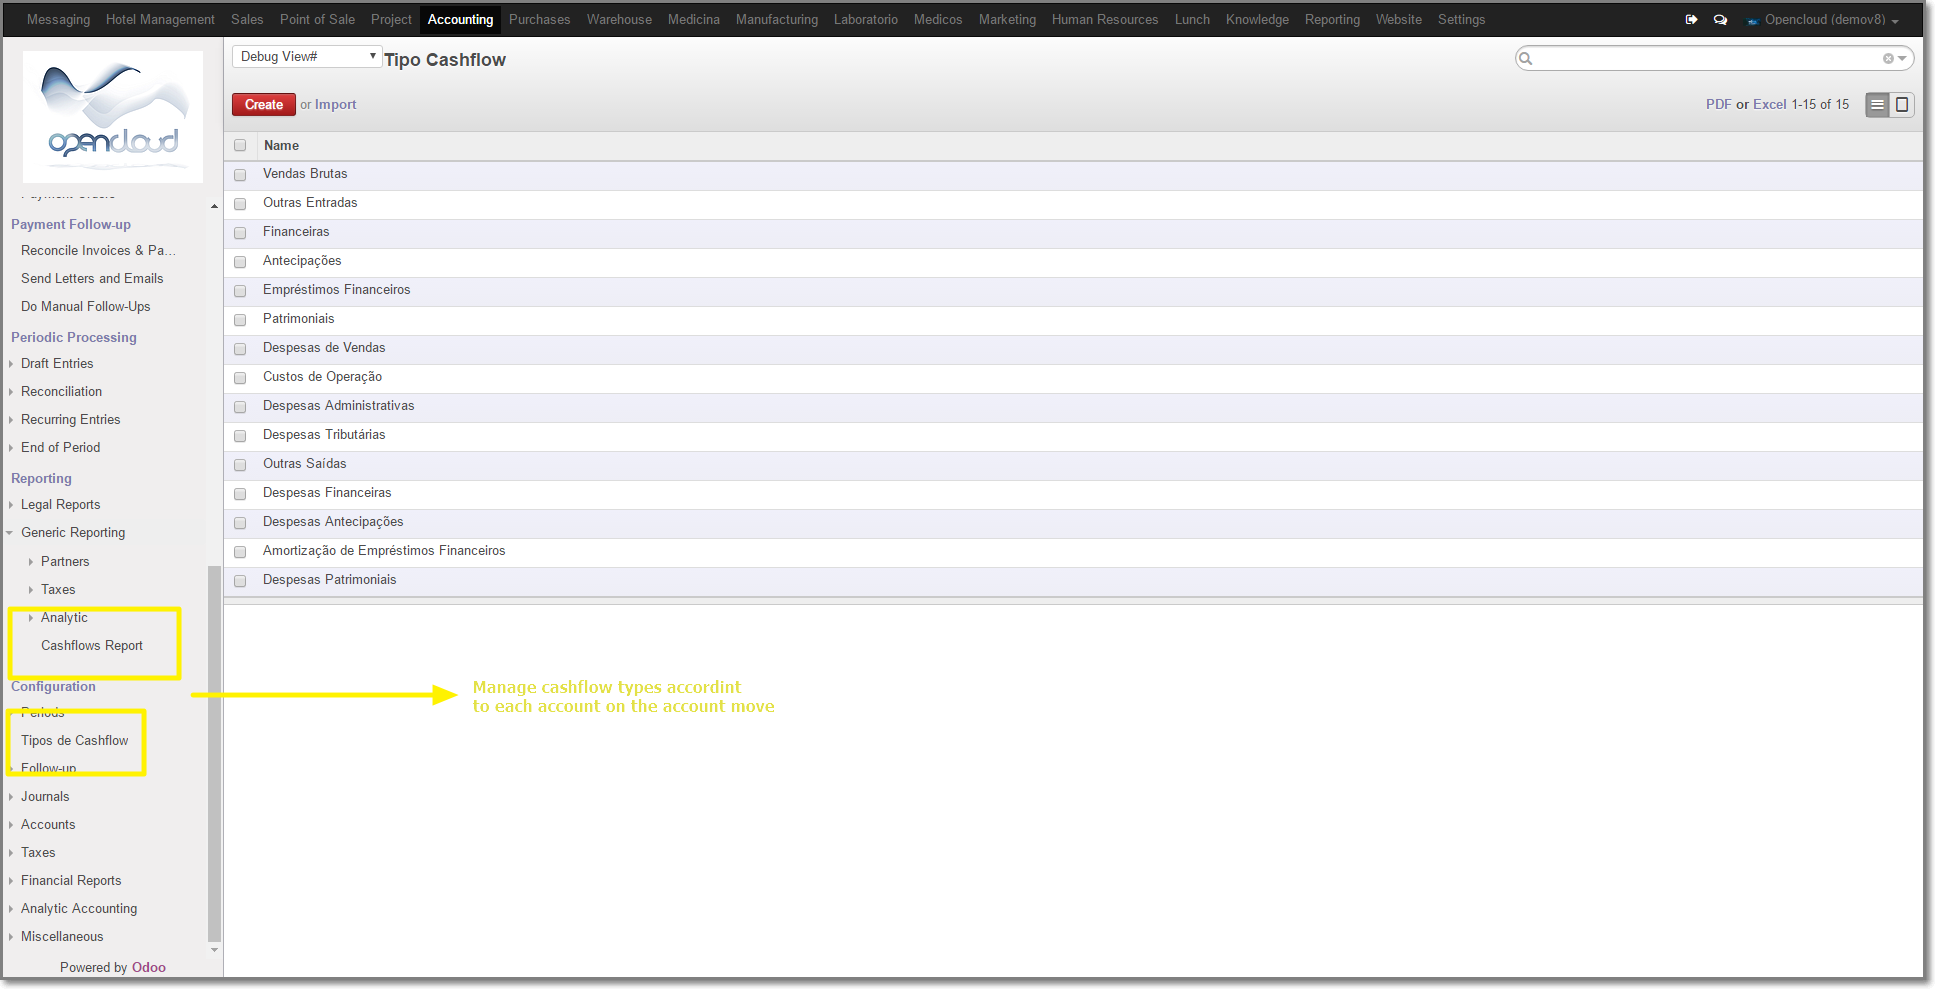 Messaging Hotel Management Sales Point of Sale Project Accounting Purchases Warehouse Medicina Manufacturing Laboratorio Medicos Marketing Human Resources Lunch Knowledge Reporting Website Settings Opencloud (demov8)
opencloud
Debug View# Tipo Cashflow
Create or Import PDF or Excel 1-15 of 15
Name
Vendas Brutas
Outras Entradas
Financeiras
Antecipações
Empréstimos Financeiros
Patrimoniais
Despesas de Vendas
Custos de Operação
Despesas Administrativas
Despesas Tributárias
Outras Saídas
Despesas Financeiras
Despesas Antecipações
Amortização de Empréstimos Financeiros
Despesas Patrimoniais
Payment Orders
Payment Follow-up
Reconcile Invoices & Pa...
Send Letters and Emails
Do Manual Follow-Ups
Periodic Processing
Draft Entries
Reconciliation
Recurring Entries
End of Period
Reporting
Legal Reports
Generic Reporting
Partners
Taxes
Analytic
Cashflows Report
Configuration
Periods
Tipos de Cashflow
Follow-up
Journals
Accounts
Taxes
Financial Reports
Analytic Accounting
Miscellaneous
Powered by Odoo
Manage cashflow types accordint
to each account on the account move